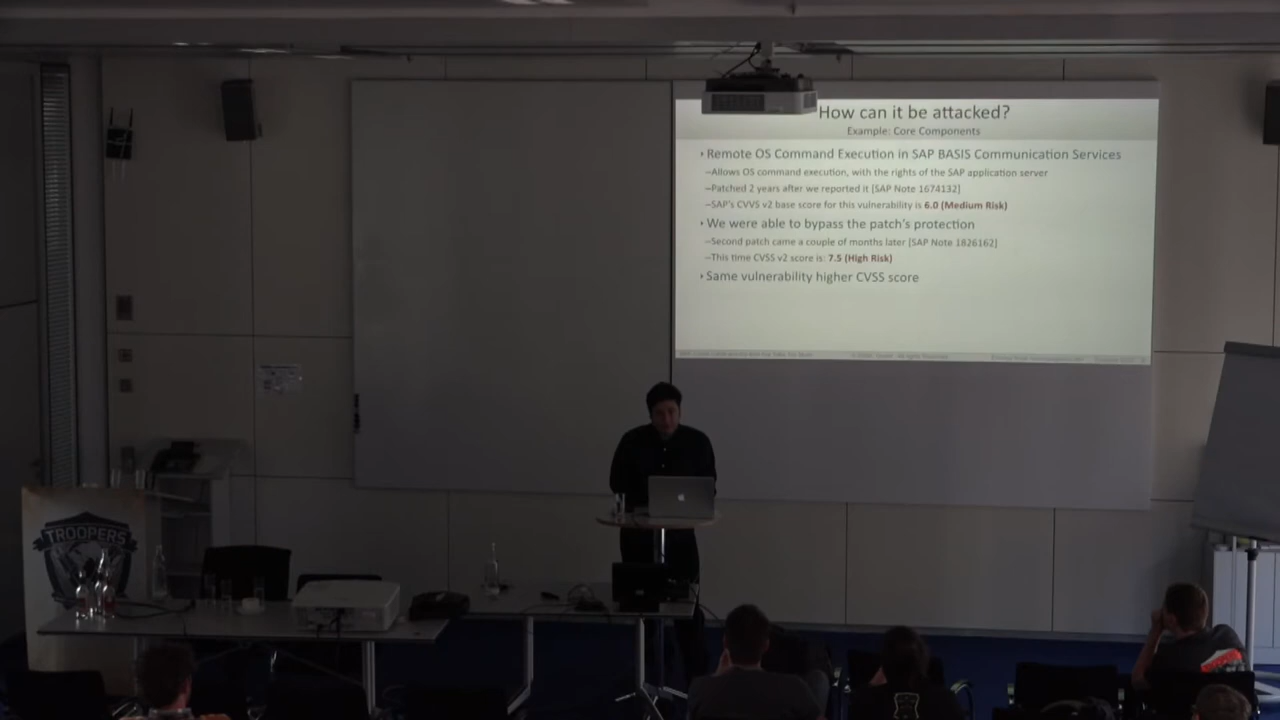 How can it be attacked?
Example: Core Components
• Remote OS Command Execution in SAP BASIS Communication Services
–Allows OS command execution, with the rights of the SAP application server
–Patched 2 years after we reported it [SAP Note 1674132]
–SAP's CVVS v2 base score for this vulnerability is 6.0 (Medium Risk)
• We were able to bypass the patch's protection
–Second patch came a couple of months later [SAP Note 1826162]
–This time CVSS v2 score is: 7.5 (High Risk)
• Same vulnerability higher CVSS score
TROOPERS